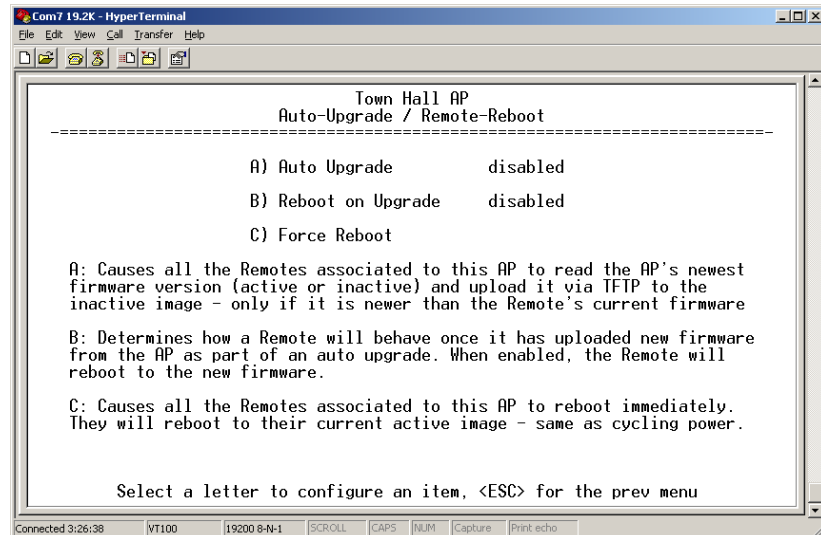 Com7 19.2K - HyperTerminal
File Edit View Call Transfer Help
Town Hall AP
Auto-Upgrade / Remote-Reboot
-==========================================================================-
A) Auto Upgrade disabled
B) Reboot on Upgrade disabled
C) Force Reboot
A: Causes all the Remotes associated to this AP to read the AP's newest
firmware version (active or inactive) and upload it via TFTP to the
inactive image - only if it is newer than the Remote's current firmware
B: Determines how a Remote will behave once it has uploaded new firmware
from the AP as part of an auto upgrade. When enabled, the Remote will
reboot to the new firmware.
C: Causes all the Remotes associated to this AP to reboot immediately.
They will reboot to their current active image - same as cycling power.
Select a letter to configure an item, <ESC> for the prev menu
Connected 3:26:38 VT100 19200 8-N-1 SCROLL CAPS NUM Capture Print echo